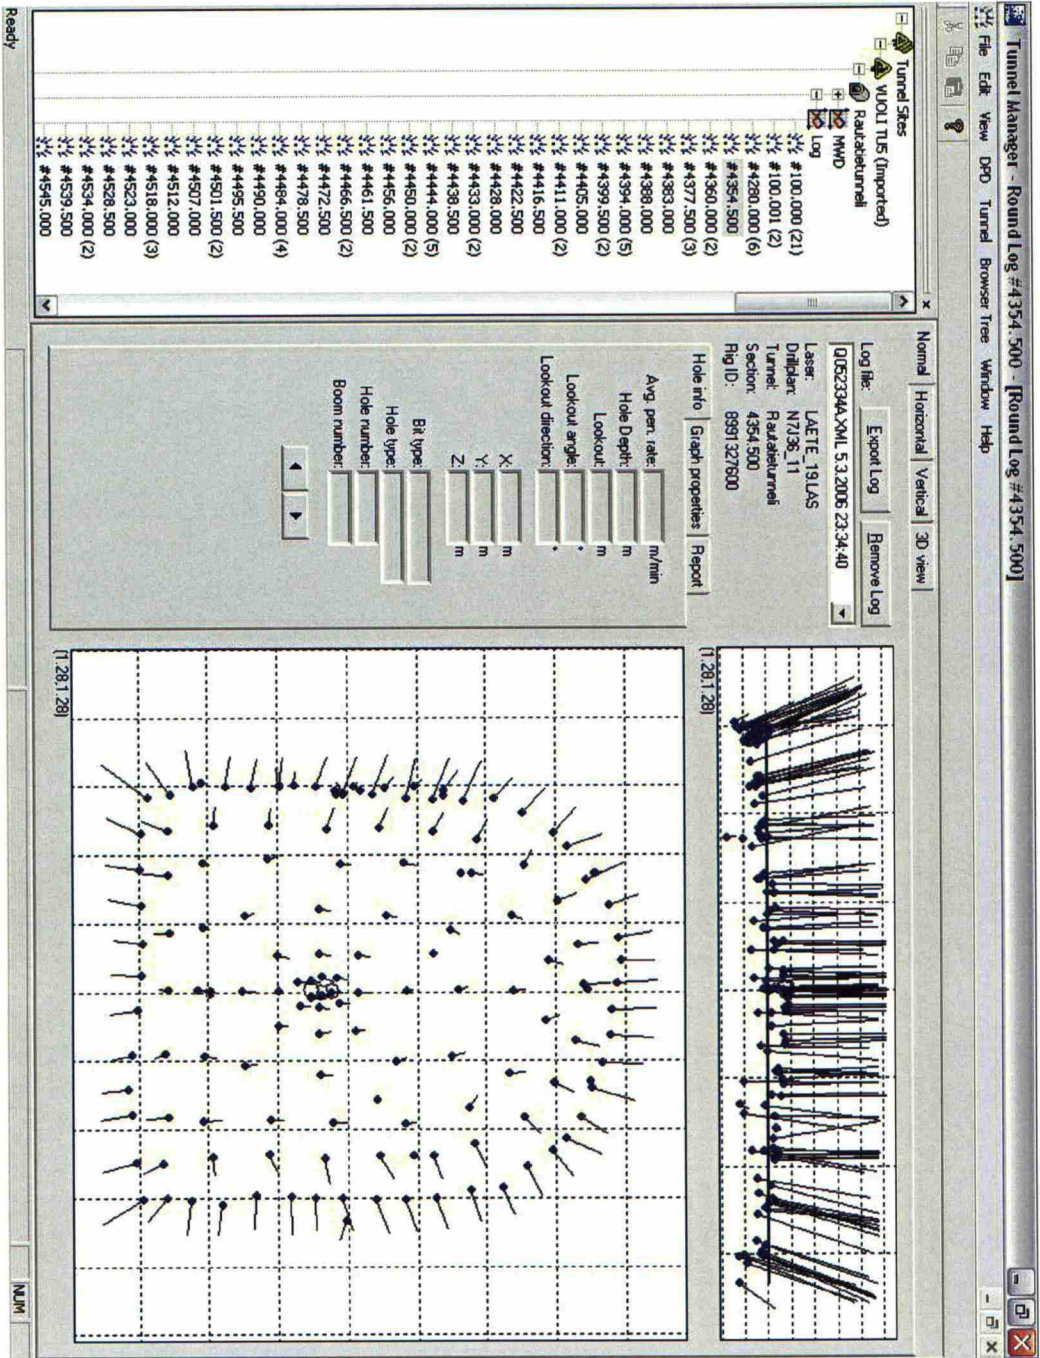 Tunnel Manager - Round Log #4354.500 - [Round Log #4354.500]
File Edit View DPD Tunnel Browser Tree Window Help
Tunnel Sites
VUOLI TU5 (Imported)
Rautatietunneli
MWD
Log
#100.000 (21)
#100.001 (2)
#4280.000 (6)
#4354.500
#4360.000 (2)
#4377.500 (3)
#4388.000
#4394.000 (5)
#4399.500 (2)
#4405.000
#4411.000 (2)
#4416.500
#4422.500
#4428.000
#4433.000 (2)
#4438.500
#4444.000 (5)
#4450.000 (2)
#4456.000
#4461.500
#4466.500 (2)
#4472.500
#4478.500
#4484.000 (4)
#4490.000
#4495.500
#4501.500 (2)
#4507.000
#4512.000
#4518.000 (3)
#4523.000
#4528.500
#4534.000 (2)
#4539.500
#4545.000
Normal Horizontal Vertical 3D view
Log file: Export Log Remove Log
Q052334A.XML 5.3.2006 23:34:40
Laser: LAETE_19.LAS
Drillplan: N7J36_11
Tunnel: Rautatietunneli
Section: 4354.500
Rig ID: 8991327600
Hole info Graph properties Report
Avg. pen. rate: m/min
Hole Depth: m
Lookout: m
Lookout angle: °
Lookout direction: °
X: m
Y: m
Z: m
Bit type:
Hole type:
Hole number:
Boom number:
(1.28,1.28)
(1.28,1.28)
Ready
NUM